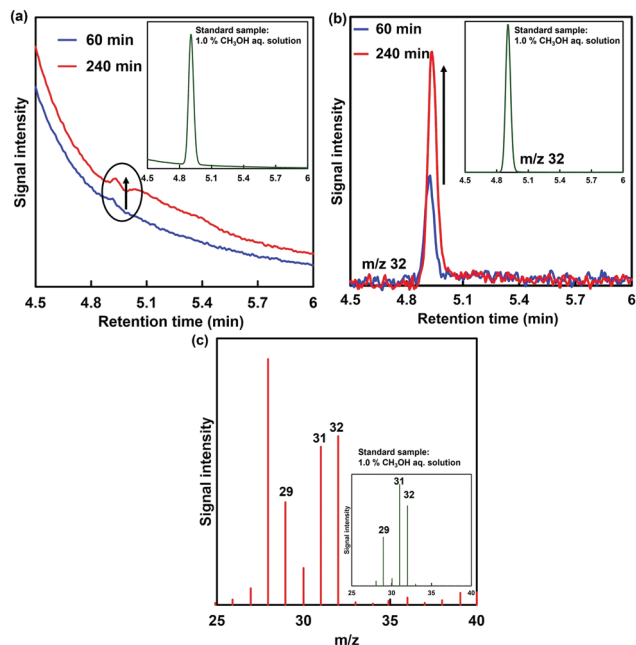 (a)
60 min
240 min
Standard sample:
1.0 % CH₃OH aq. solution
4.5 4.8 5.1 5.4 5.7 6
Signal intensity
4.5 4.8 5.1 5.4 5.7 6
Retention time (min)
(b)
60 min
240 min
Standard sample:
1.0 % CH₃OH aq. solution
m/z 32
4.5 4.8 5.1 5.4 5.7 6
m/z 32
Signal intensity
4.5 4.8 5.1 5.4 5.7 6
Retention time (min)
(c)
29
31
32
Standard sample:
1.0 % CH₃OH aq. solution
31
32
29
Signal intensity
25 30 35 40
Signal intensity
25 30 35 40
m/z